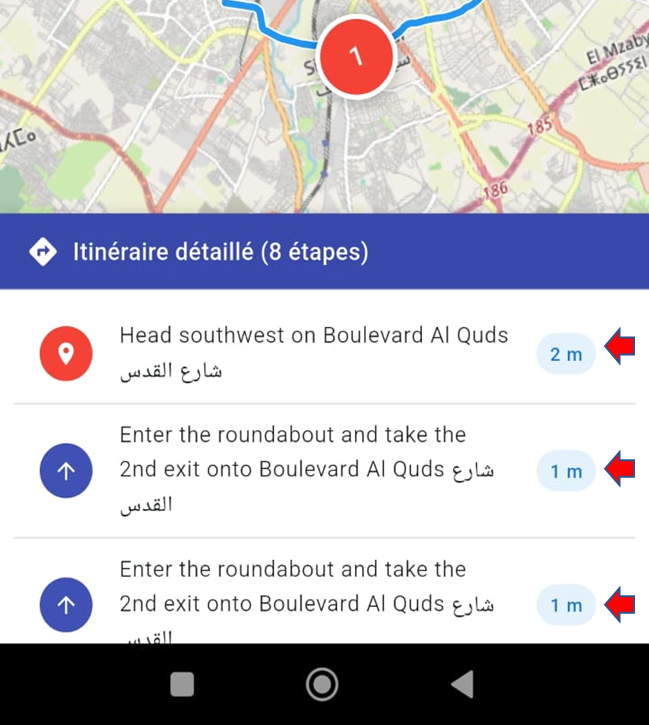 1
El Mzaby
185
186
Itinéraire détaillé (8 étapes)
Head southwest on Boulevard Al Quds
شارع القدس
2 m
Enter the roundabout and take the
2nd exit onto Boulevard Al Quds شارع
القدس
1 m
Enter the roundabout and take the
2nd exit onto Boulevard Al Quds شارع
القدس
1 m